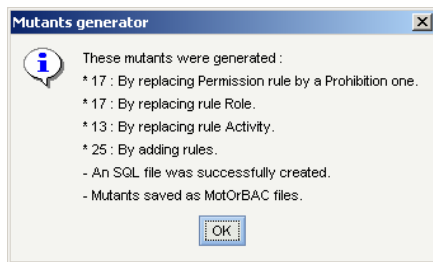 Mutants generator
These mutants were generated :
* 17 : By replacing Permission rule by a Prohibition one.
* 17 : By replacing rule Role.
* 13 : By replacing rule Activity.
* 25 : By adding rules.
- An SQL file was successfully created.
- Mutants saved as MotOrBAC files.
OK